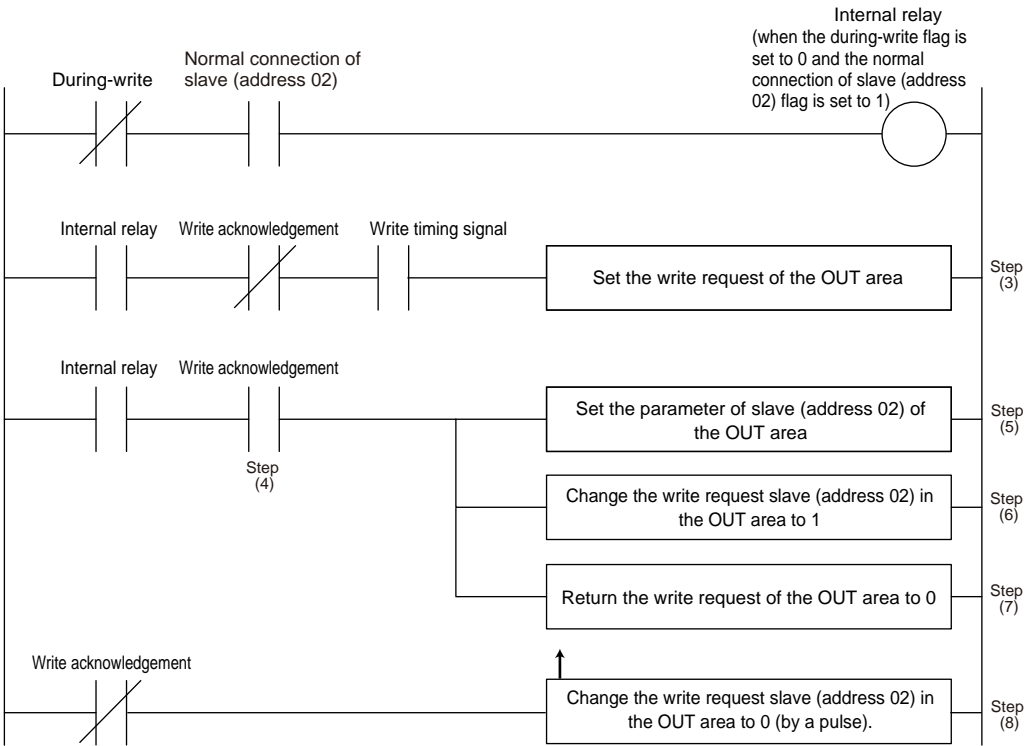 Internal relay
(when the during-write flag is
set to 0 and the normal
connection of slave (address
02) flag is set to 1)
Normal connection of
slave (address 02)
During-write
Internal relay
Write acknowledgement
Write timing signal
Set the write request of the OUT area
Step
(3)
Internal relay
Write acknowledgement
Step
(4)
Set the parameter of slave (address 02) of
the OUT area
Step
(5)
Change the write request slave (address 02) in
the OUT area to 1
Step
(6)
Return the write request of the OUT area to 0
Step
(7)
Write acknowledgement
Change the write request slave (address 02) in
the OUT area to 0 (by a pulse).
Step
(8)